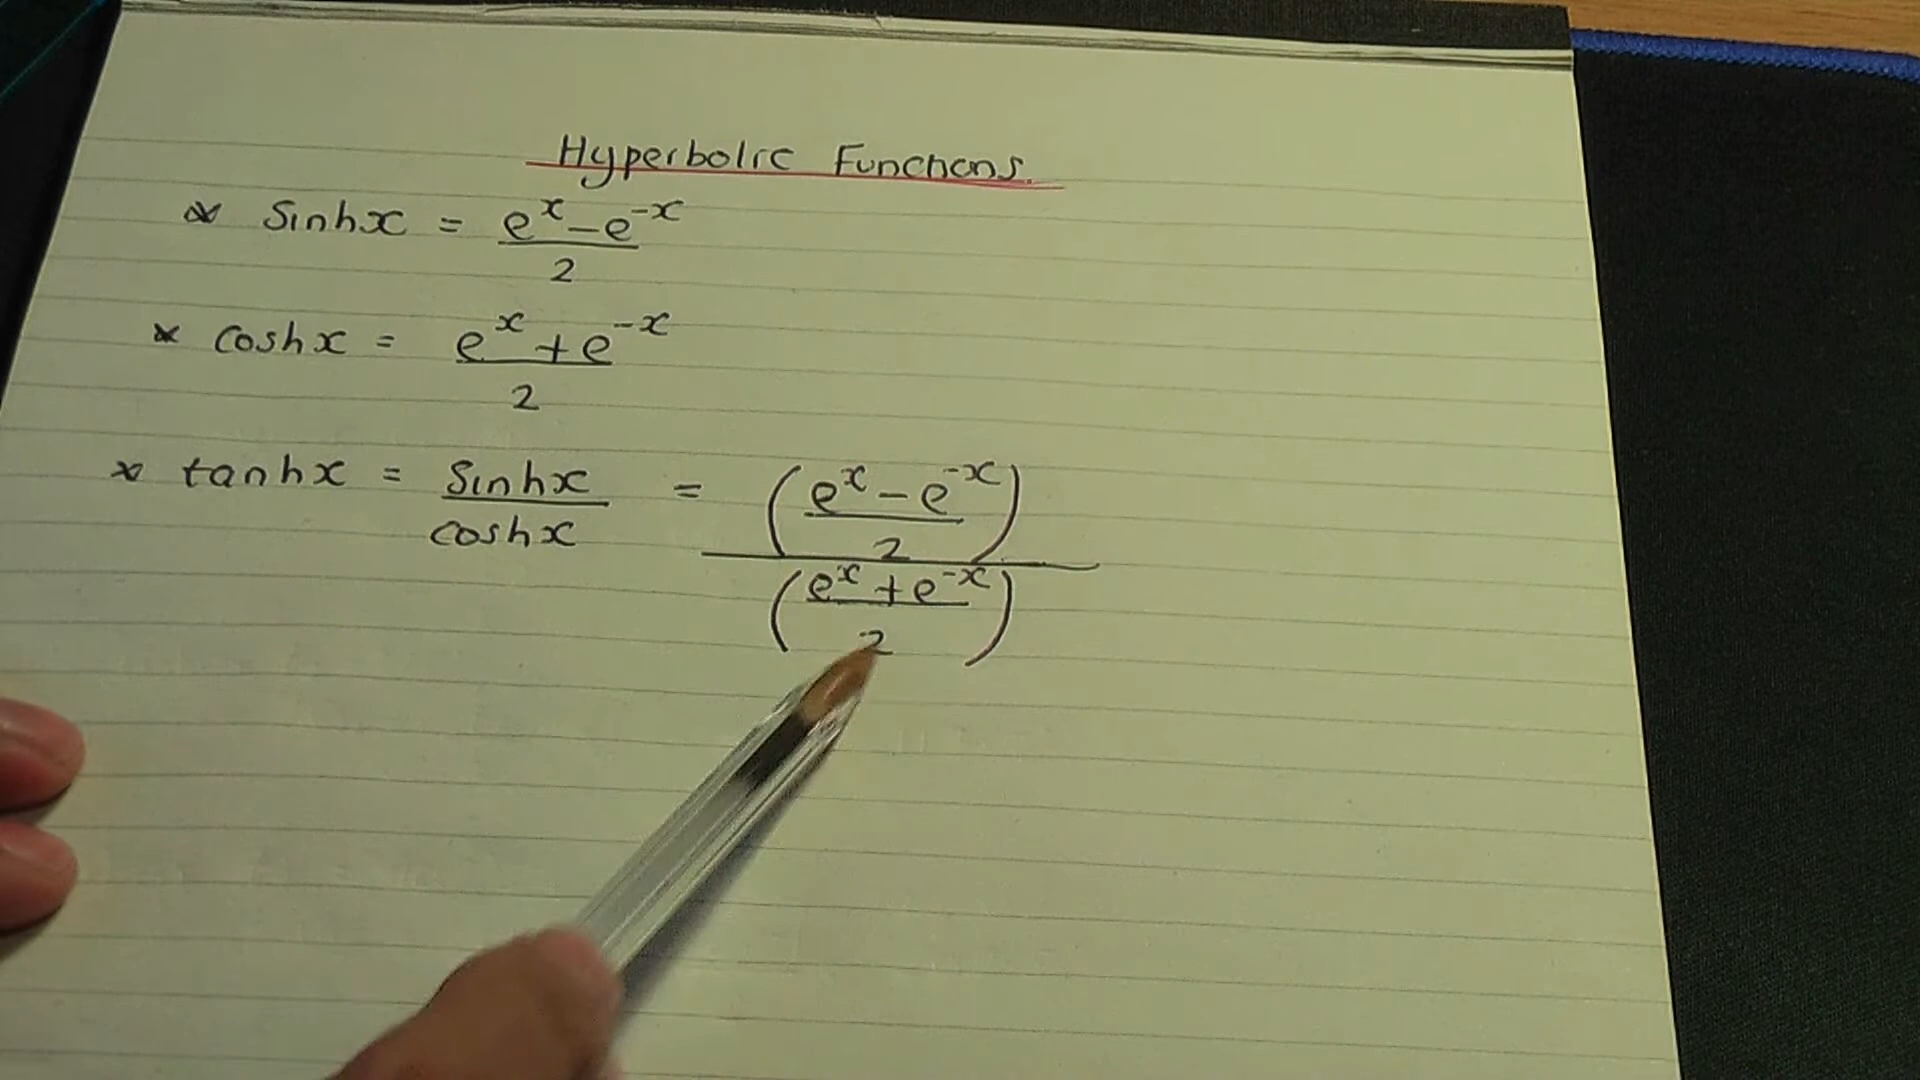 Hyperbolic Functions.
* Sinhx = e^x - e^-x / 2
* coshx = e^x + e^-x / 2
* tanhx = Sinhx / coshx = (e^x - e^-x / 2) / (e^x + e^-x / 2)